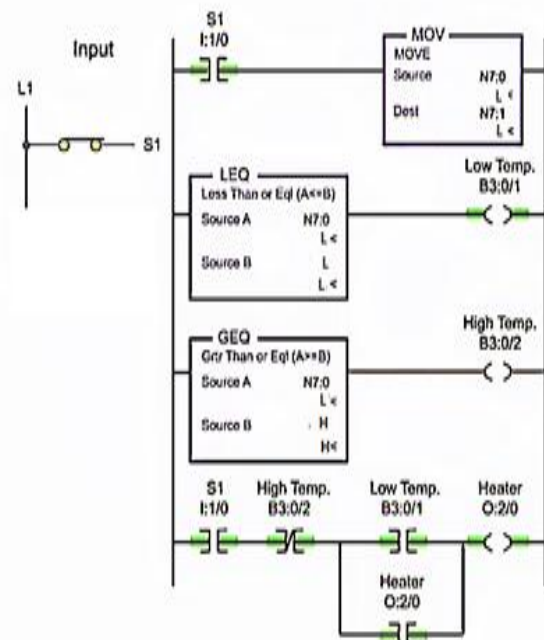 Input
L1
S1
S1
I:1/0
MOV
MOVE
Source N7:0
L <
Dest N7:1
L <
LEQ
Less Than or Eql (A<=B)
Source A N7:0
L <
Source B L
L <
Low Temp.
B3:0/1
GEQ
Grtr Than or Eql (A>=B)
Source A N7:0
L <
Source B H
H<
High Temp.
B3:0/2
S1
I:1/0
High Temp.
B3:0/2
Low Temp.
B3:0/1
Heater
O:2/0
Heater
O:2/0